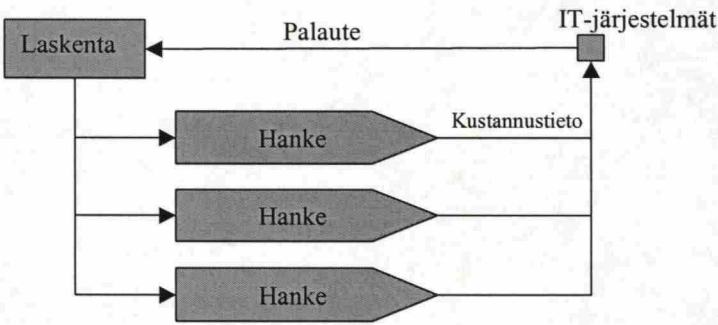 IT-järjestelmät
Laskenta
Palaute
Hanke
Kustannustieto
Hanke
Hanke